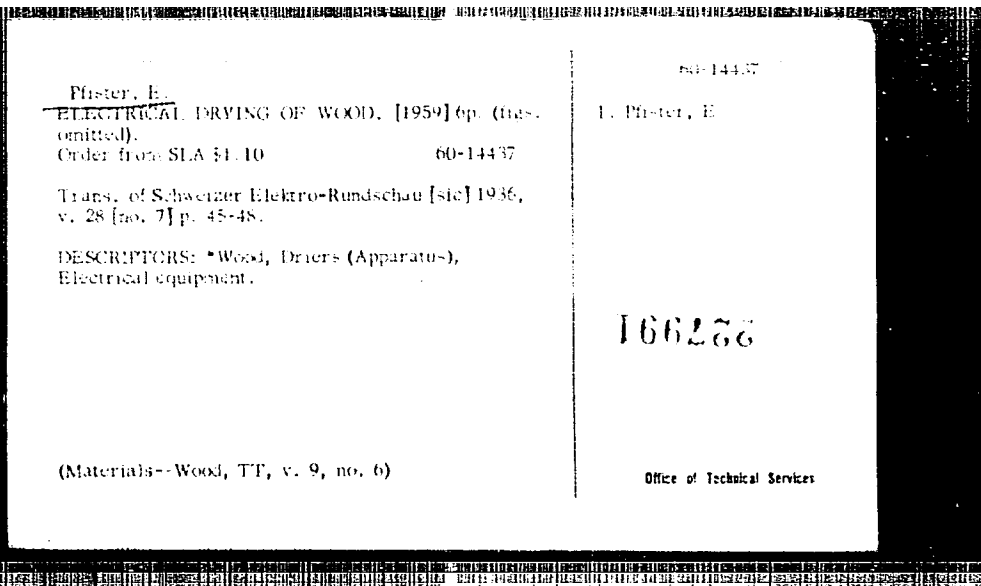 60-14437
Pfister, E.
ELECTRICAL DRYING OF WOOD. [1959] 6p. (figs.
omitted).
Order from SLA $1.10 60-14437
Trans. of Schweizer Elektro-Rundschau [sic] 1936,
v. 28 [no. 7] p. 45-48.
DESCRIPTORS: *Wood, Driers (Apparatus),
Electrical equipment.
(Materials--Wood, TT, v. 9, no. 6)
1. Pfister, E
Office of Technical Services